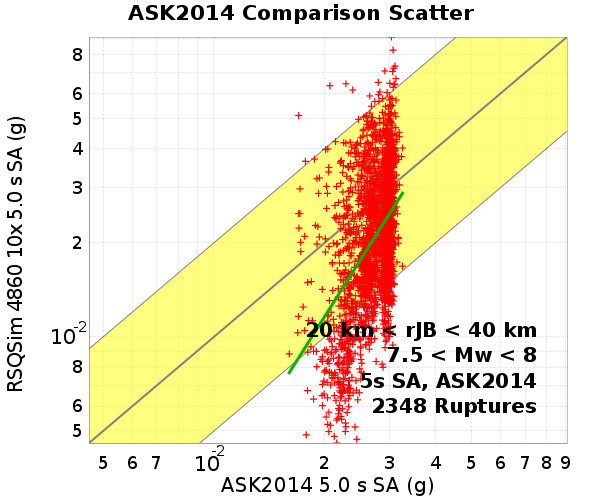 ASK2014 Comparison Scatter
RSQSim 4860 10x 5.0 s SA (g)
8
6
5
4
3
2
10-2
8
6
5
20 km < rJB < 40 km
7.5 < Mw < 8
5s SA, ASK2014
2348 Ruptures
5 6 7 10-2 2 3 4 5 6 7 8 9
ASK2014 5.0 s SA (g)